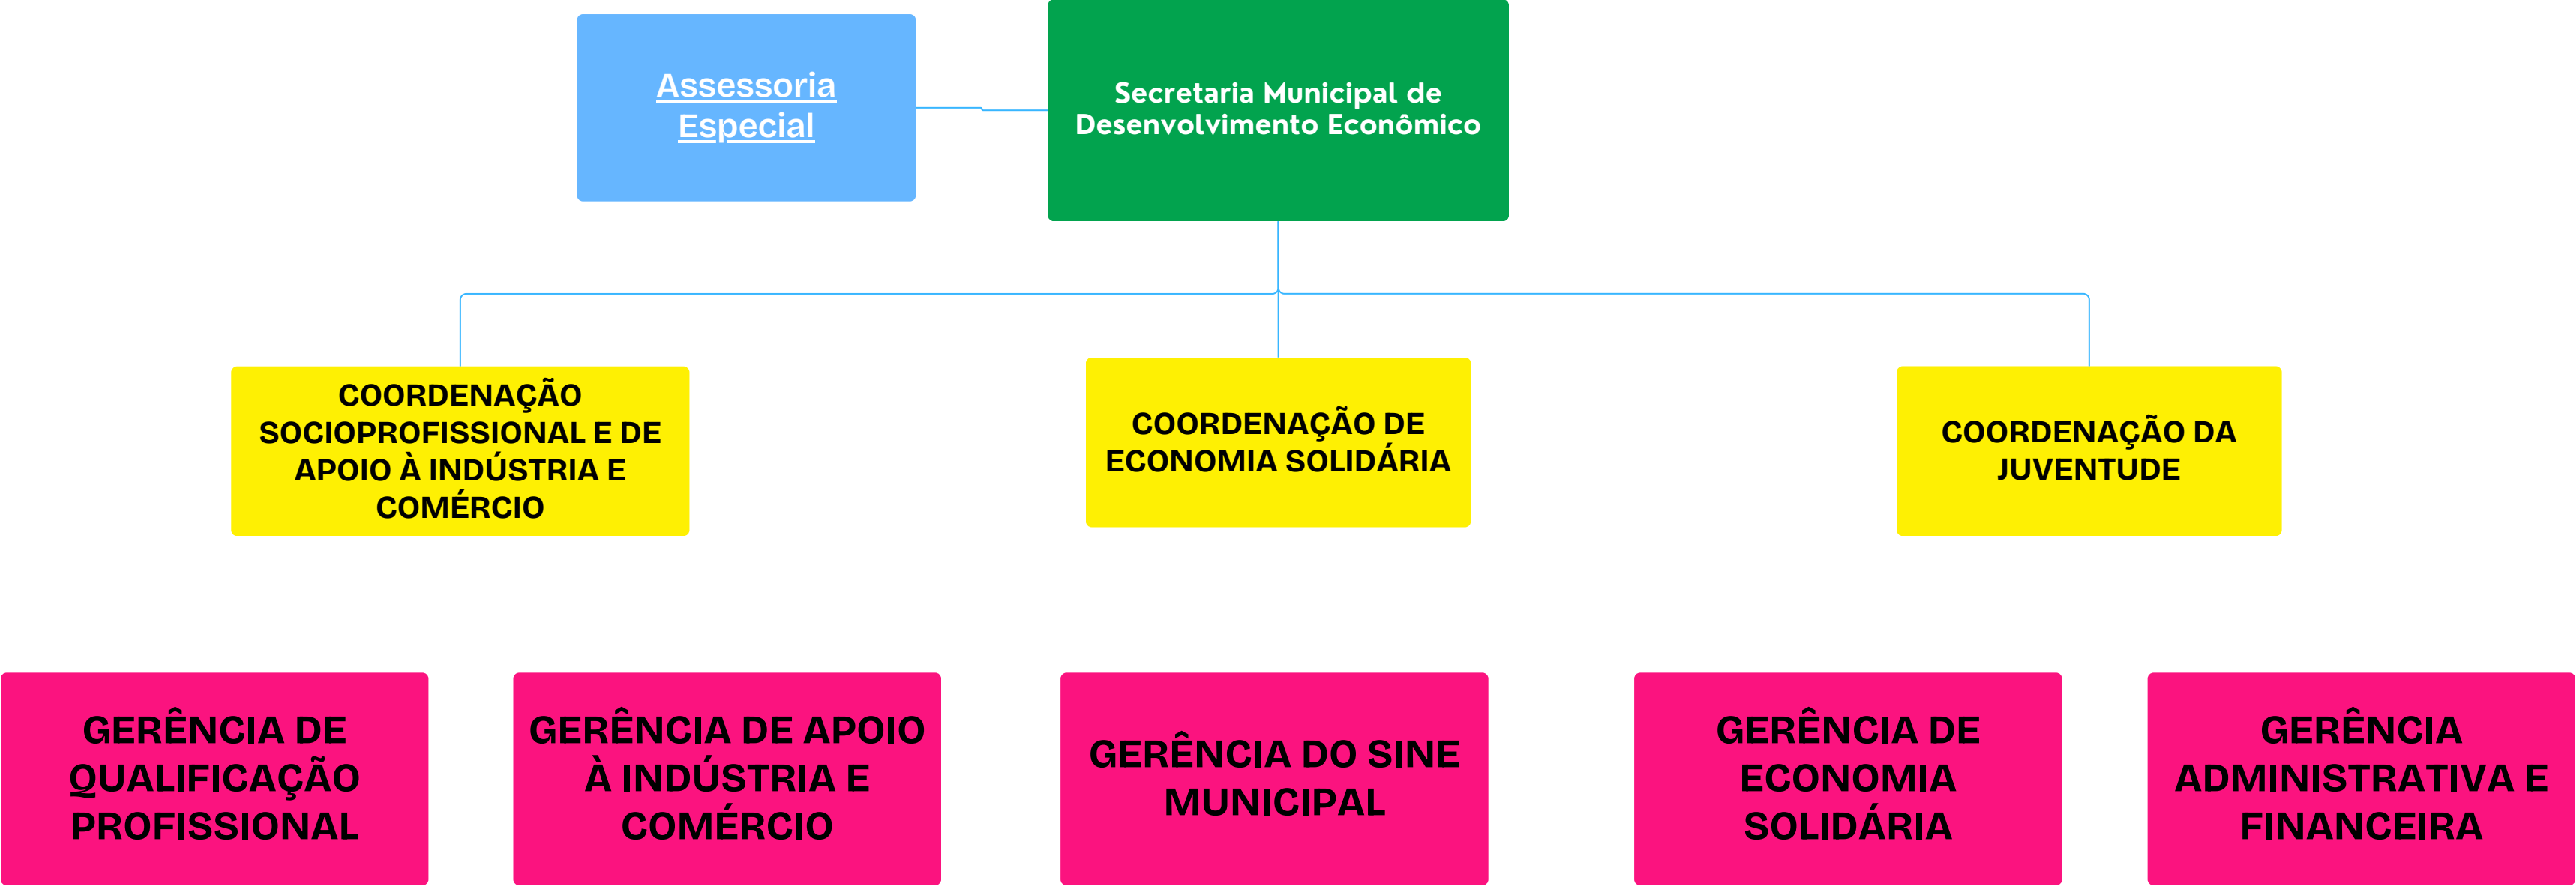 Assessoria
Especial
Secretaria Municipal de
Desenvolvimento Econômico
COORDENAÇÃO
SOCIOPROFISSIONAL E DE
APOIO À INDÚSTRIA E
COMÉRCIO
COORDENAÇÃO DE
ECONOMIA SOLIDÁRIA
COORDENAÇÃO DA
JUVENTUDE
GERÊNCIA DE
QUALIFICAÇÃO
PROFISSIONAL
GERÊNCIA DE APOIO
À INDÚSTRIA E
COMÉRCIO
GERÊNCIA DO SINE
MUNICIPAL
GERÊNCIA DE
ECONOMIA
SOLIDÁRIA
GERÊNCIA
ADMINISTRATIVA E
FINANCEIRA